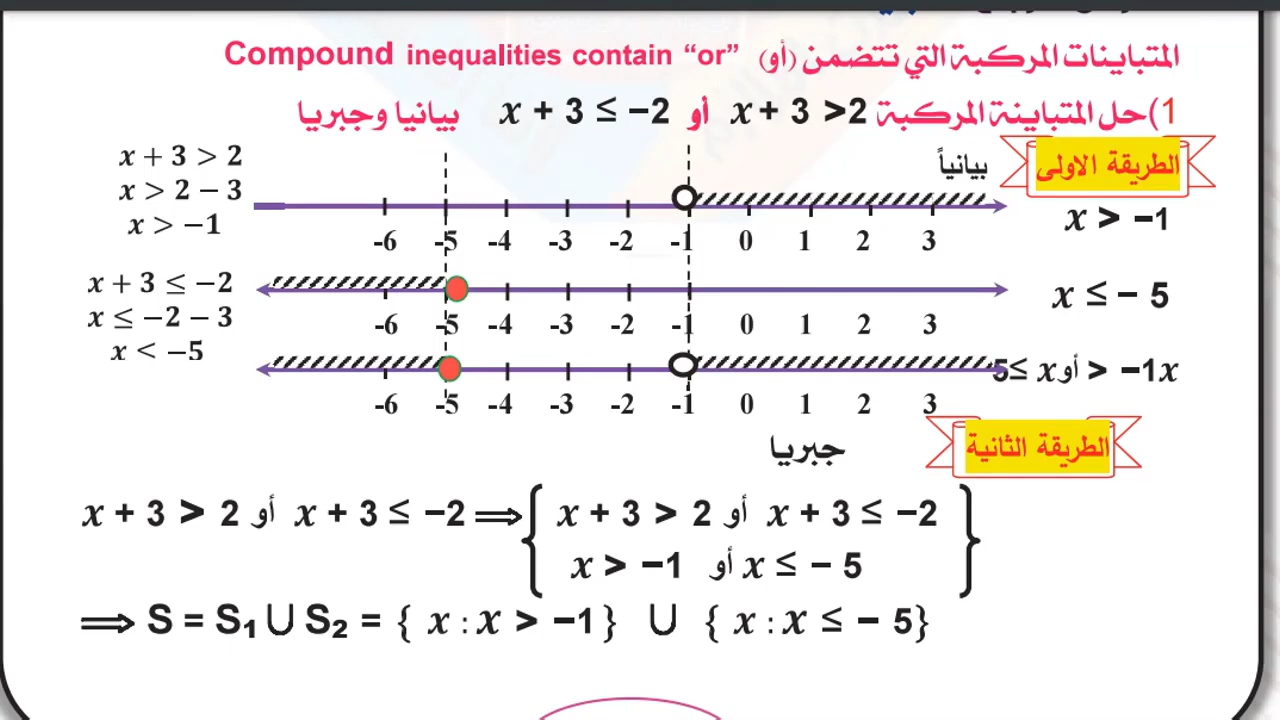 المتباينات المركبة التي تتضمن (أو) Compound inequalities contain “or”
1)حل المتباينة المركبة x + 3 >2 أو x + 3 ≤ −2 بيانيا وجبريا
الطريقة الاولى
بيانياً
x + 3 > 2
x > 2 − 3
x > −1
-6 -5 -4 -3 -2 -1 0 1 2 3
x > −1
x + 3 ≤ −2
x ≤ −2 − 3
x < −5
-6 -5 -4 -3 -2 -1 0 1 2 3
x ≤ − 5
-6 -5 -4 -3 -2 -1 0 1 2 3
5≤ x أو > −1x
الطريقة الثانية
جبريا
x + 3 > 2 أو x + 3 ≤ −2 ⟹ { x + 3 > 2 أو x + 3 ≤ −2 }
x > −1 أو x ≤ − 5
⟹ S = S₁ ∪ S₂ = { x : x > −1 } ∪ { x : x ≤ − 5}